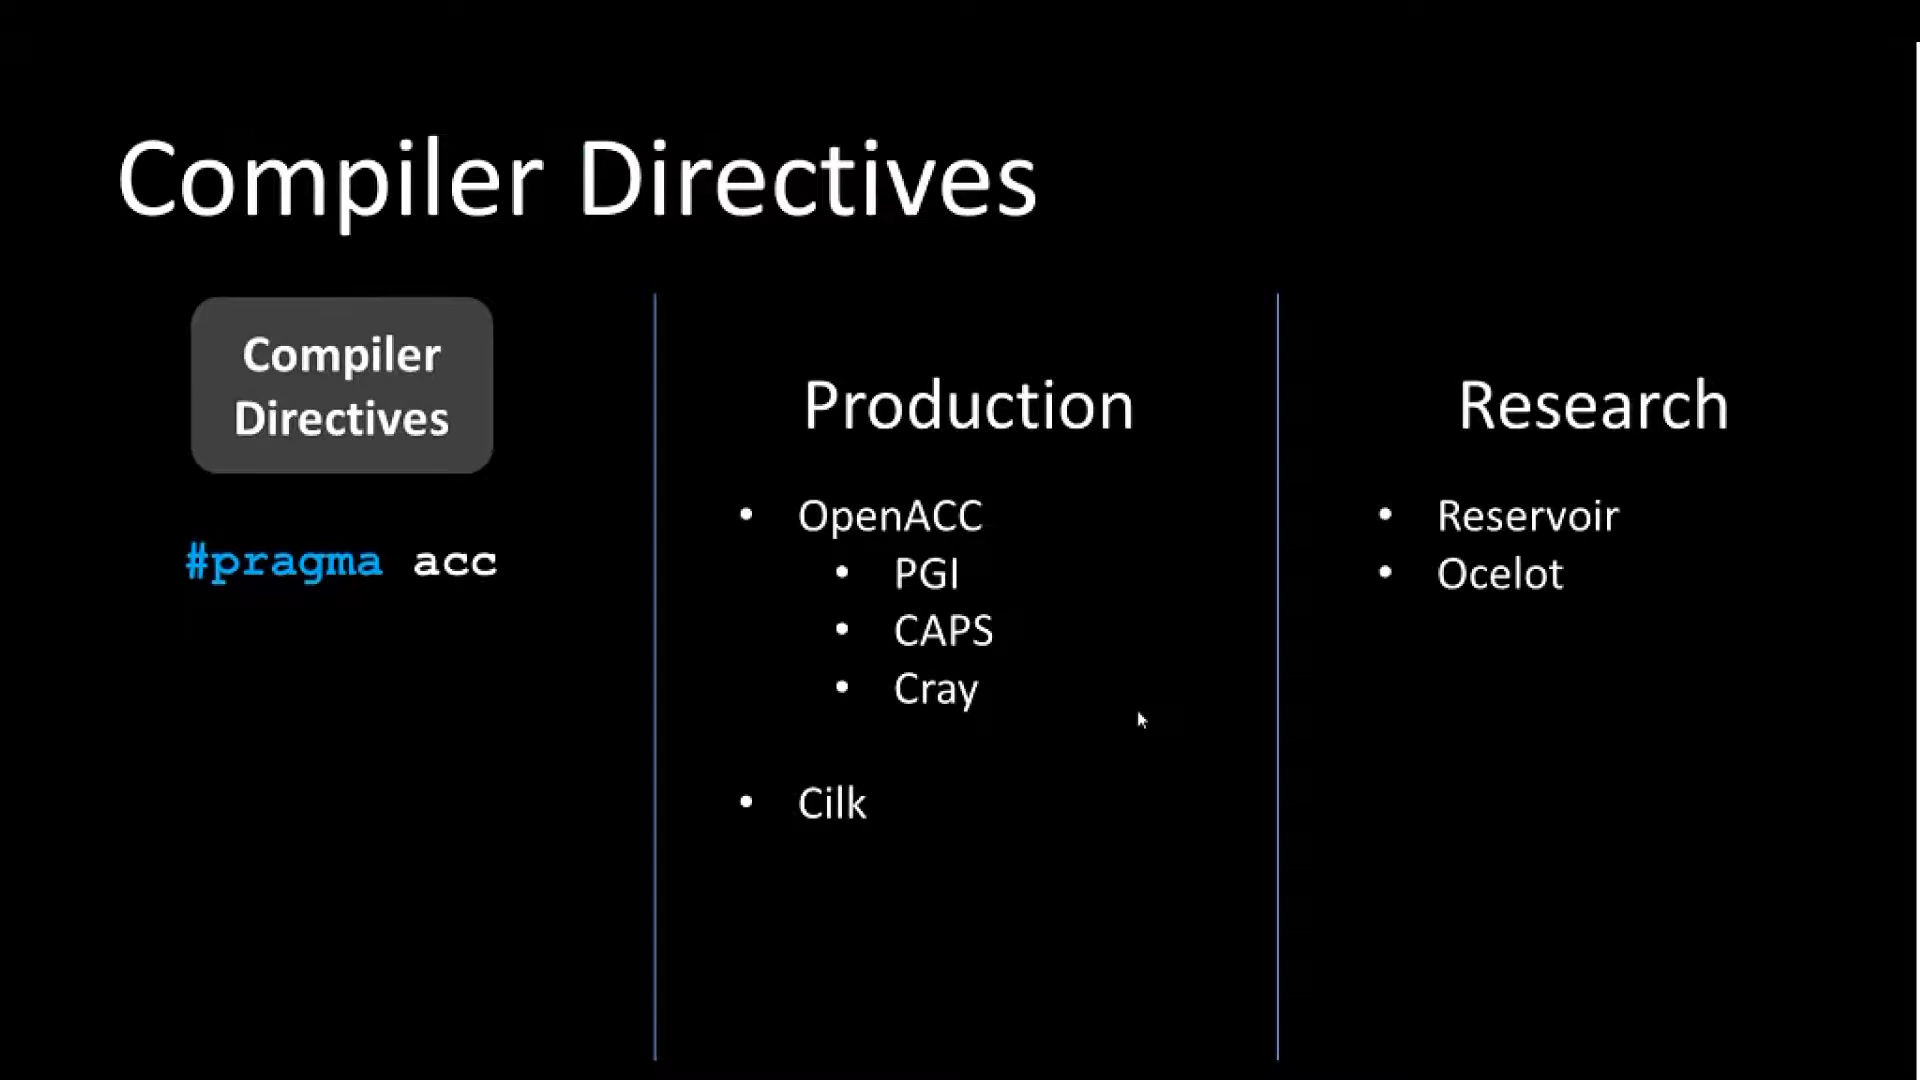 Compiler Directives
Compiler
Directives
#pragma acc
Production
• OpenACC
• PGI
• CAPS
• Cray
• Cilk
Research
• Reservoir
• Ocelot